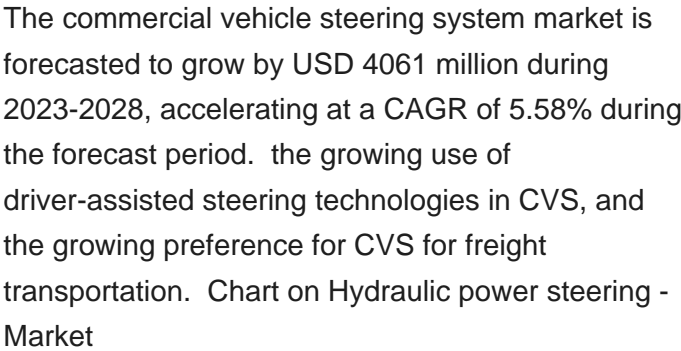 The commercial vehicle steering system market is
forecasted to grow by USD 4061 million during
2023-2028, accelerating at a CAGR of 5.58% during
the forecast period.  the growing use of
driver-assisted steering technologies in CVS, and
the growing preference for CVS for freight
transportation.  Chart on Hydraulic power steering -
Market